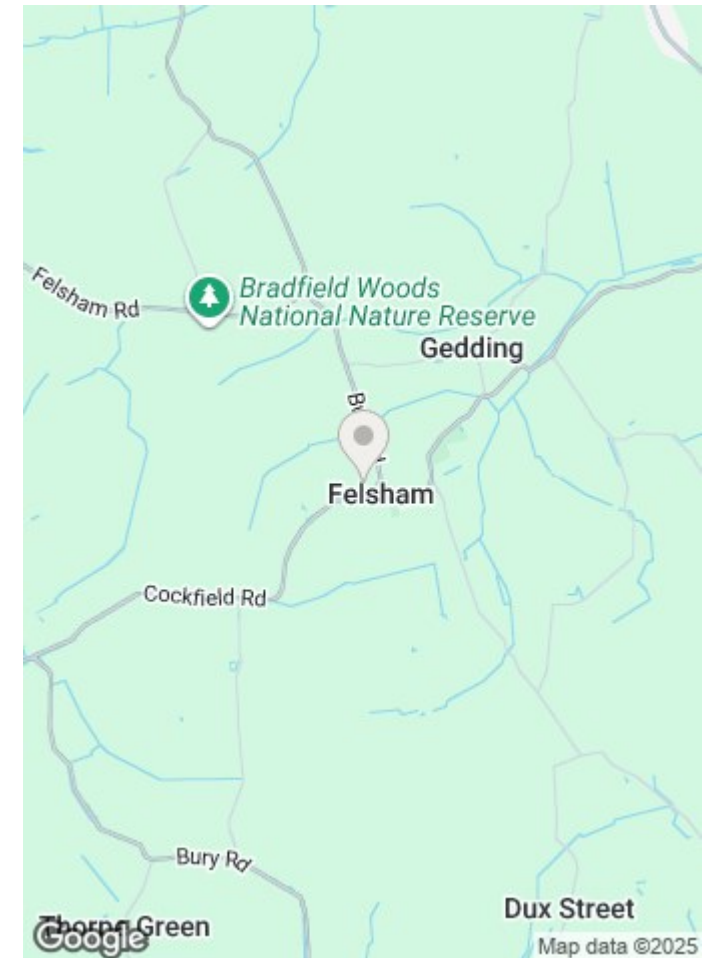 Felsham Rd
Bradfield Woods
National Nature Reserve
Gedding
Felsham
Cockfield Rd
Bury Rd
Dux Street
Thorpe Green
Google
Map data ©2025